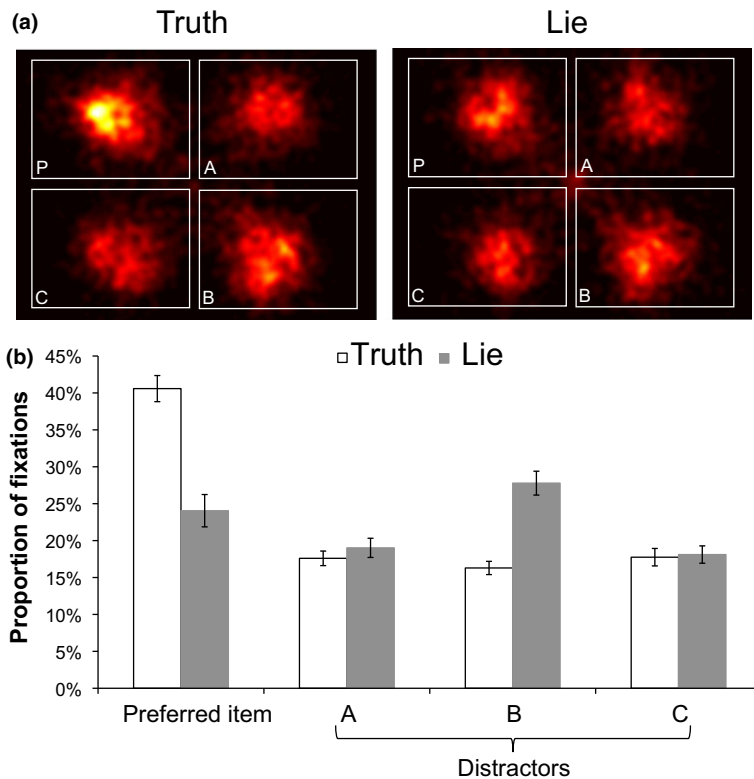 (a)
Truth
Lie
P
A
C
B
P
A
C
B
(b)
Truth Lie
Proportion of fixations
45%
40%
35%
30%
25%
20%
15%
10%
5%
0%
Preferred item A B C
Distractors